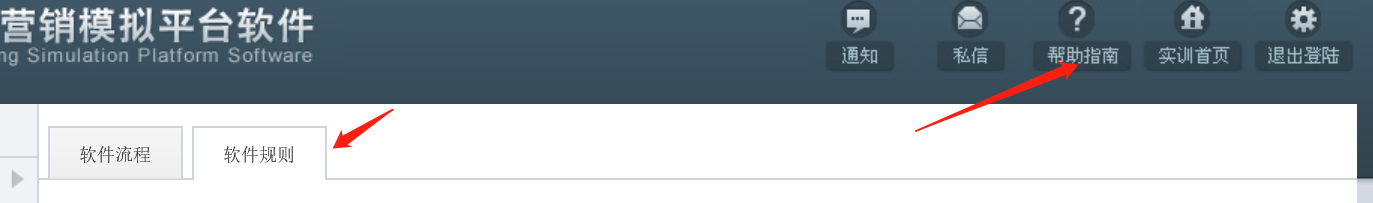 营销模拟平台软件
ng Simulation Platform Software
通知
私信
帮助指南
实训首页
退出登陆
软件流程
软件规则